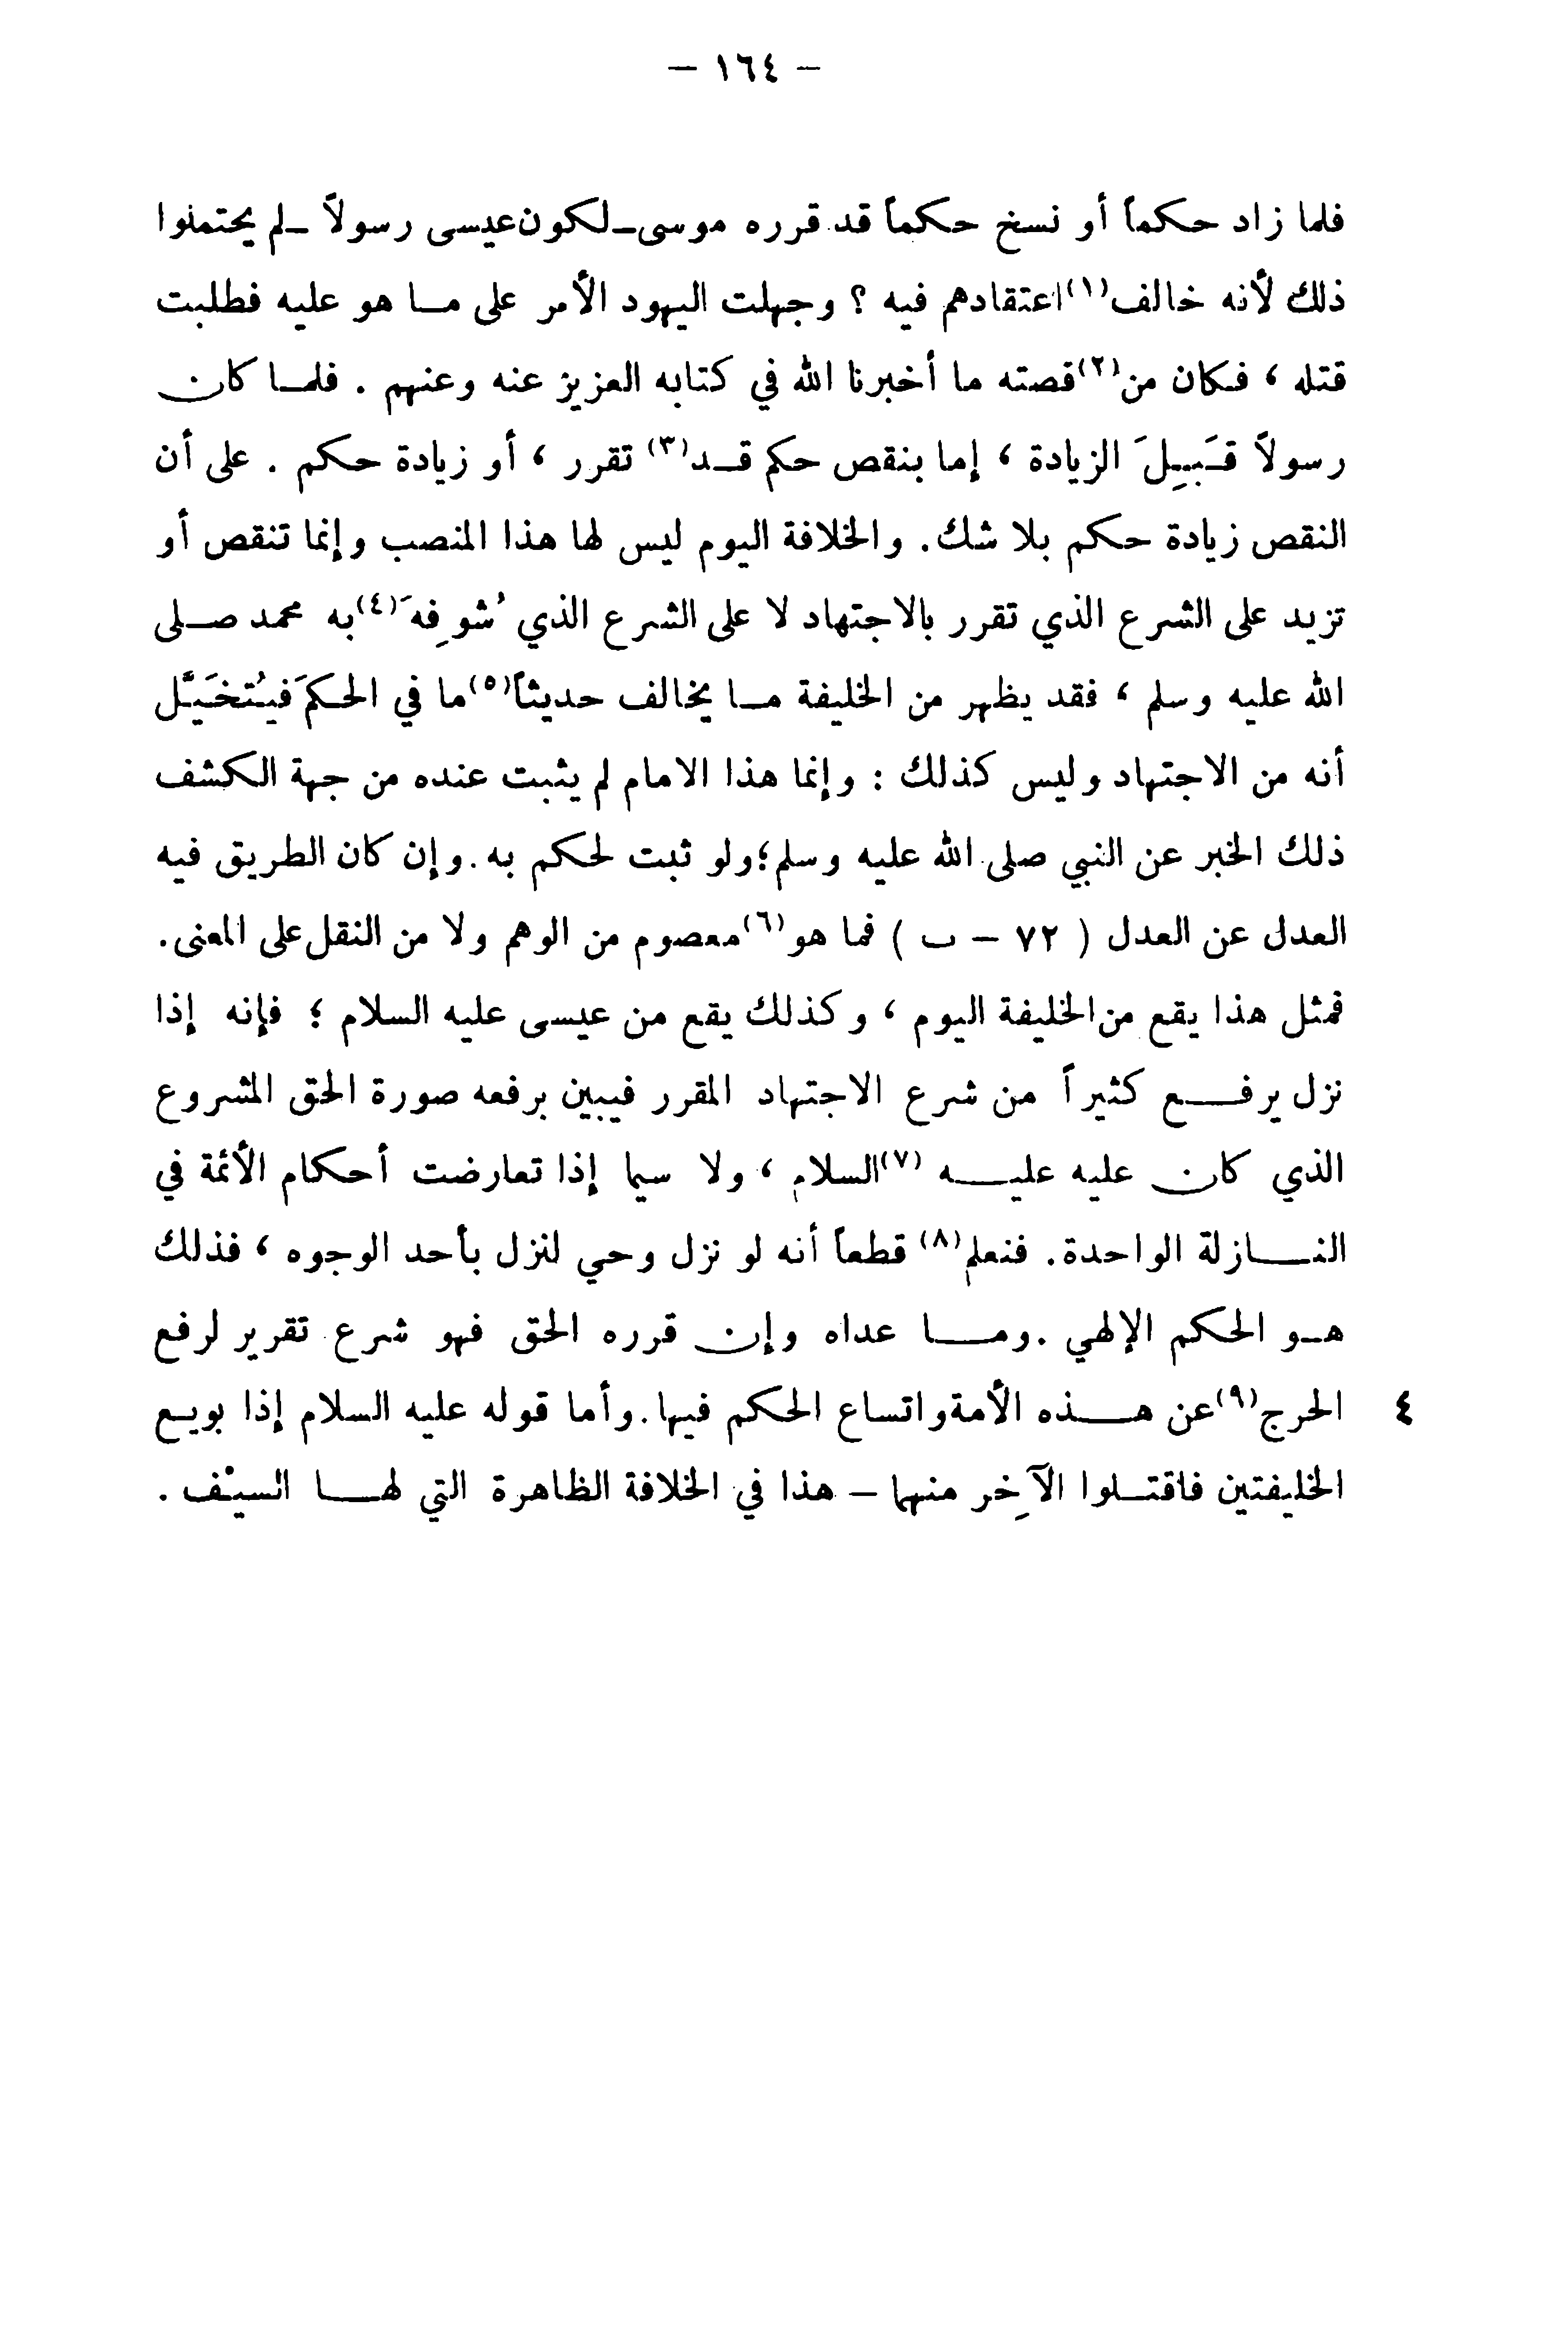 – ١٦٤ –
فلما زاد حكماً أو نسخ حكماً قد قرره موسى – لكون عيسى رسولاً – لم يحتملوا
ذلك لأنه خالف(١) اعتقادهم فيه ؟ وجهلت اليهود الأمر على ما هو عليه فطلبت
قتله ، فكان من(٢) قصته ما أخبرنا الله في كتابه العزيز عنه وعنهم . فلما كان
رسولاً قَبِلَ الزيادة ، إما بنقص حكم قد(٣) تقرر ، أو زيادة حكم . على أن
النقص زيادة حكم بلا شك. والخلافة اليوم ليس لها هذا المنصب وإنما تنقص أو
تزيد على الشرع الذي تقرر بالاجتهاد لا على الشرع الذي شُوفِهَ(٤) به محمد صلى
الله عليه وسلم ، فقد يظهر من الخليفة ما يخالف حديثاً(٥) ما في الحكم فَيُتخَيَّل
أنه من الاجتهاد وليس كذلك : وإنما هذا الامام لم يثبت عنده من جهة الكشف
ذلك الخبر عن النبي صلى الله عليه وسلم؛ ولو ثبت لحكم به. وإن كان الطريق فيه
العدل عن العدل ( ٧٢ – ب ) فما هو(٦) معصوم من الوهم ولا من النقل على المعنى.
فمثل هذا يقع من الخليفة اليوم ، وكذلك يقع من عيسى عليه السلام ؛ فإنه إذا
نزل يرفع كثيراً من شرع الاجتهاد المقرر فيبين برفعه صورة الحق المشروع
الذي كان عليه عليه (٧) السلام ، ولا سيما إذا تعارضت أحكام الأئمة في
النازلة الواحدة. فنعلم(٨) قطعاً أنه لو نزل وحي لنزل بأحد الوجوه ، فذلك
هو الحكم الإلهي . وما عداه وإن قرره الحق فهو شرع تقرير لرفع
٤ الحرج(٩) عن هذه الأمة واتساع الحكم فيها. وأما قوله عليه السلام إذا بويع
الخليفتين فاقتلوا الآخِر منهما – هذا في الخلافة الظاهرة التي لها السيْف .